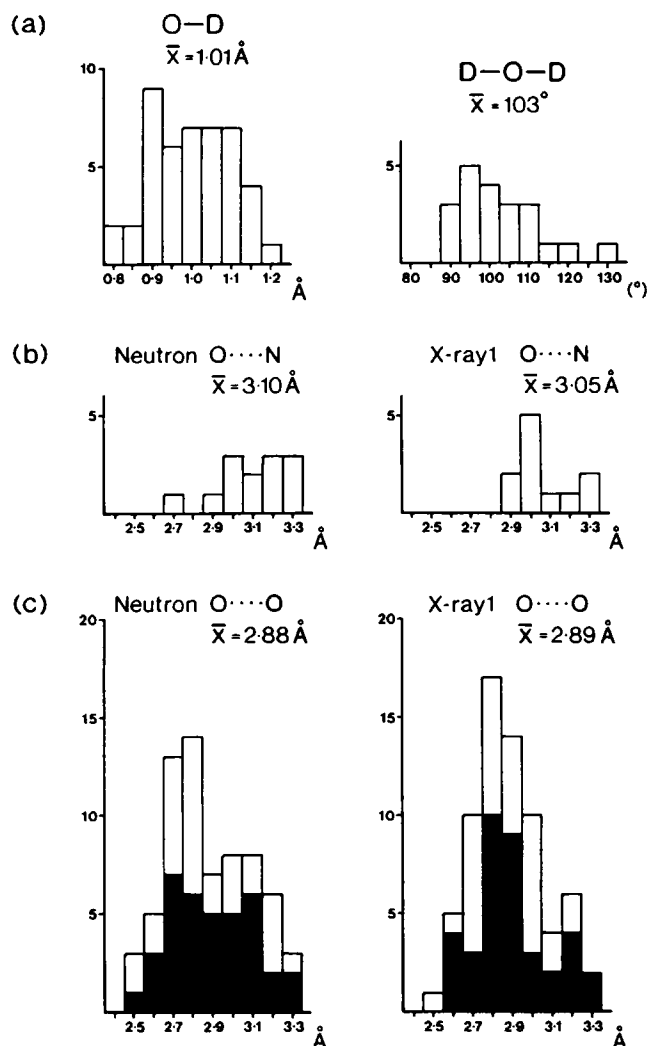 (a)
O—D
x̄ = 1·01 Å
D—O—D
x̄ = 103°
10
5
0·8 0·9 1·0 1·1 1·2 Å
5
80 90 100 110 120 130 (°)
(b)
Neutron O····N
x̄ = 3·10 Å
X-ray1 O····N
x̄ = 3·05 Å
5
2·5 2·7 2·9 3·1 3·3 Å
5
2·5 2·7 2·9 3·1 3·3 Å
(c)
Neutron O····O
x̄ = 2·88 Å
X-ray1 O····O
x̄ = 2·89 Å
20
15
10
5
2·5 2·7 2·9 3·1 3·3 Å
20
15
10
5
2·5 2·7 2·9 3·1 3·3 Å